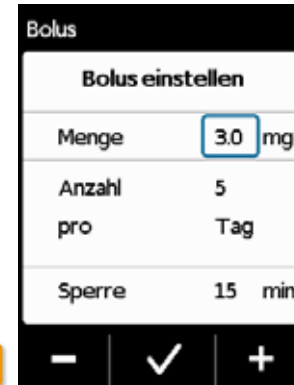 Bolus
Bolus einstellen
Menge 3.0 mg
Anzahl 5
pro Tag
Sperre 15 min
− ✓ +